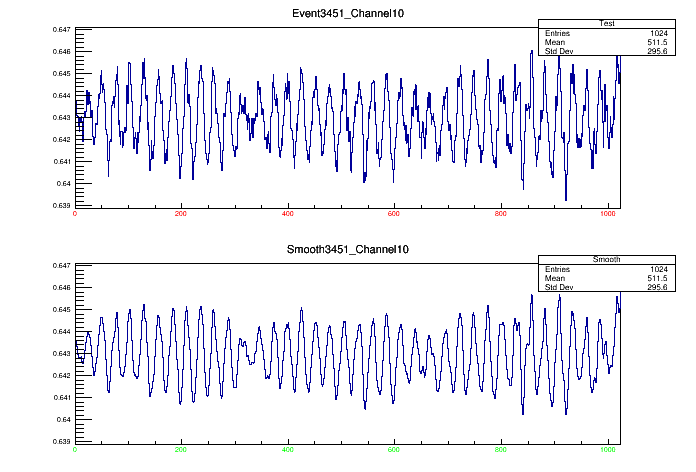 Event3451_Channel10
Test
Entries 1024
Mean 511.5
Std Dev 295.6
0.647
0.646
0.645
0.644
0.643
0.642
0.641
0.64
0.639
0 200 400 600 800 1000
Smooth3451_Channel10
Smooth
Entries 1024
Mean 511.5
Std Dev 295.6
0.647
0.646
0.645
0.644
0.643
0.642
0.641
0.64
0.639
0 200 400 600 800 1000